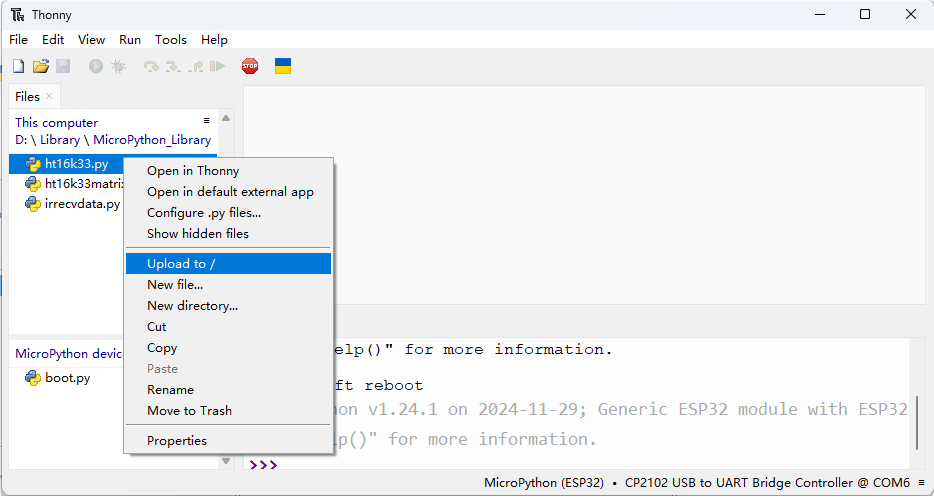 Thonny
File Edit View Run Tools Help
STOP
Files
This computer
D: \ Library \ MicroPython_Library
ht16k33.py
ht16k33matrix
irrecvdata.py
Open in Thonny
Open in default external app
Configure .py files...
Show hidden files
Upload to /
New file...
New directory...
Cut
Copy
Paste
Rename
Move to Trash
Properties
MicroPython devic
boot.py
elp()" for more information.
ft reboot
hon v1.24.1 on 2024-11-29; Generic ESP32 module with ESP32
lp()" for more information.
>>>
MicroPython (ESP32) • CP2102 USB to UART Bridge Controller @ COM6 ≡